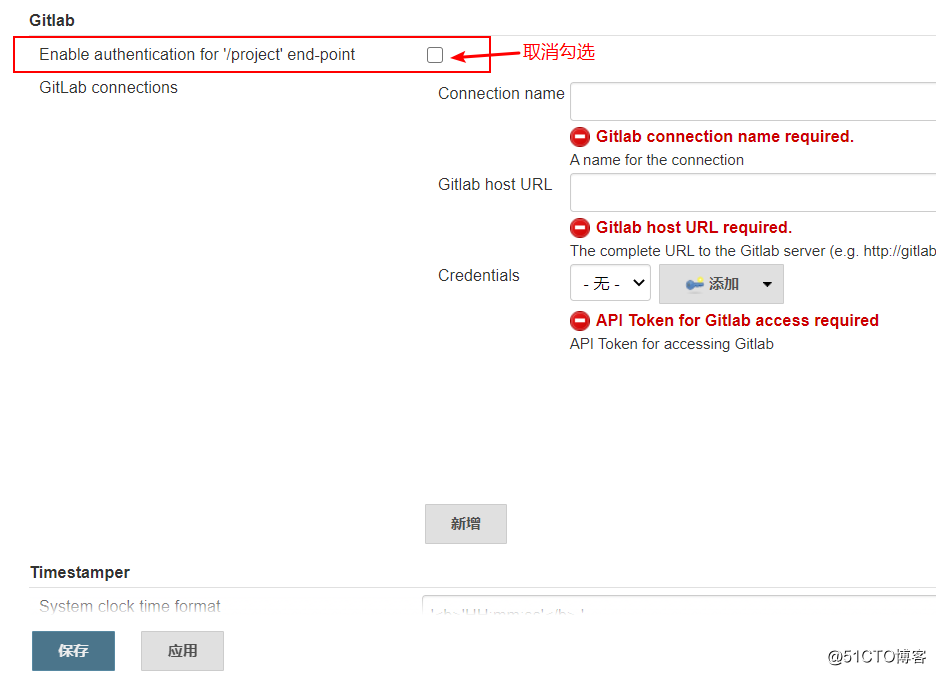 Gitlab
Enable authentication for '/project' end-point
取消勾选
GitLab connections
Connection name
Gitlab connection name required.
A name for the connection
Gitlab host URL
Gitlab host URL required.
The complete URL to the Gitlab server (e.g. http://gitlab
Credentials
- 无 -
添加
API Token for Gitlab access required
API Token for accessing Gitlab
新增
Timestamper
System clock time format
'<b>'HH:mm:ss'</b> '
保存
应用
@51CTO博客